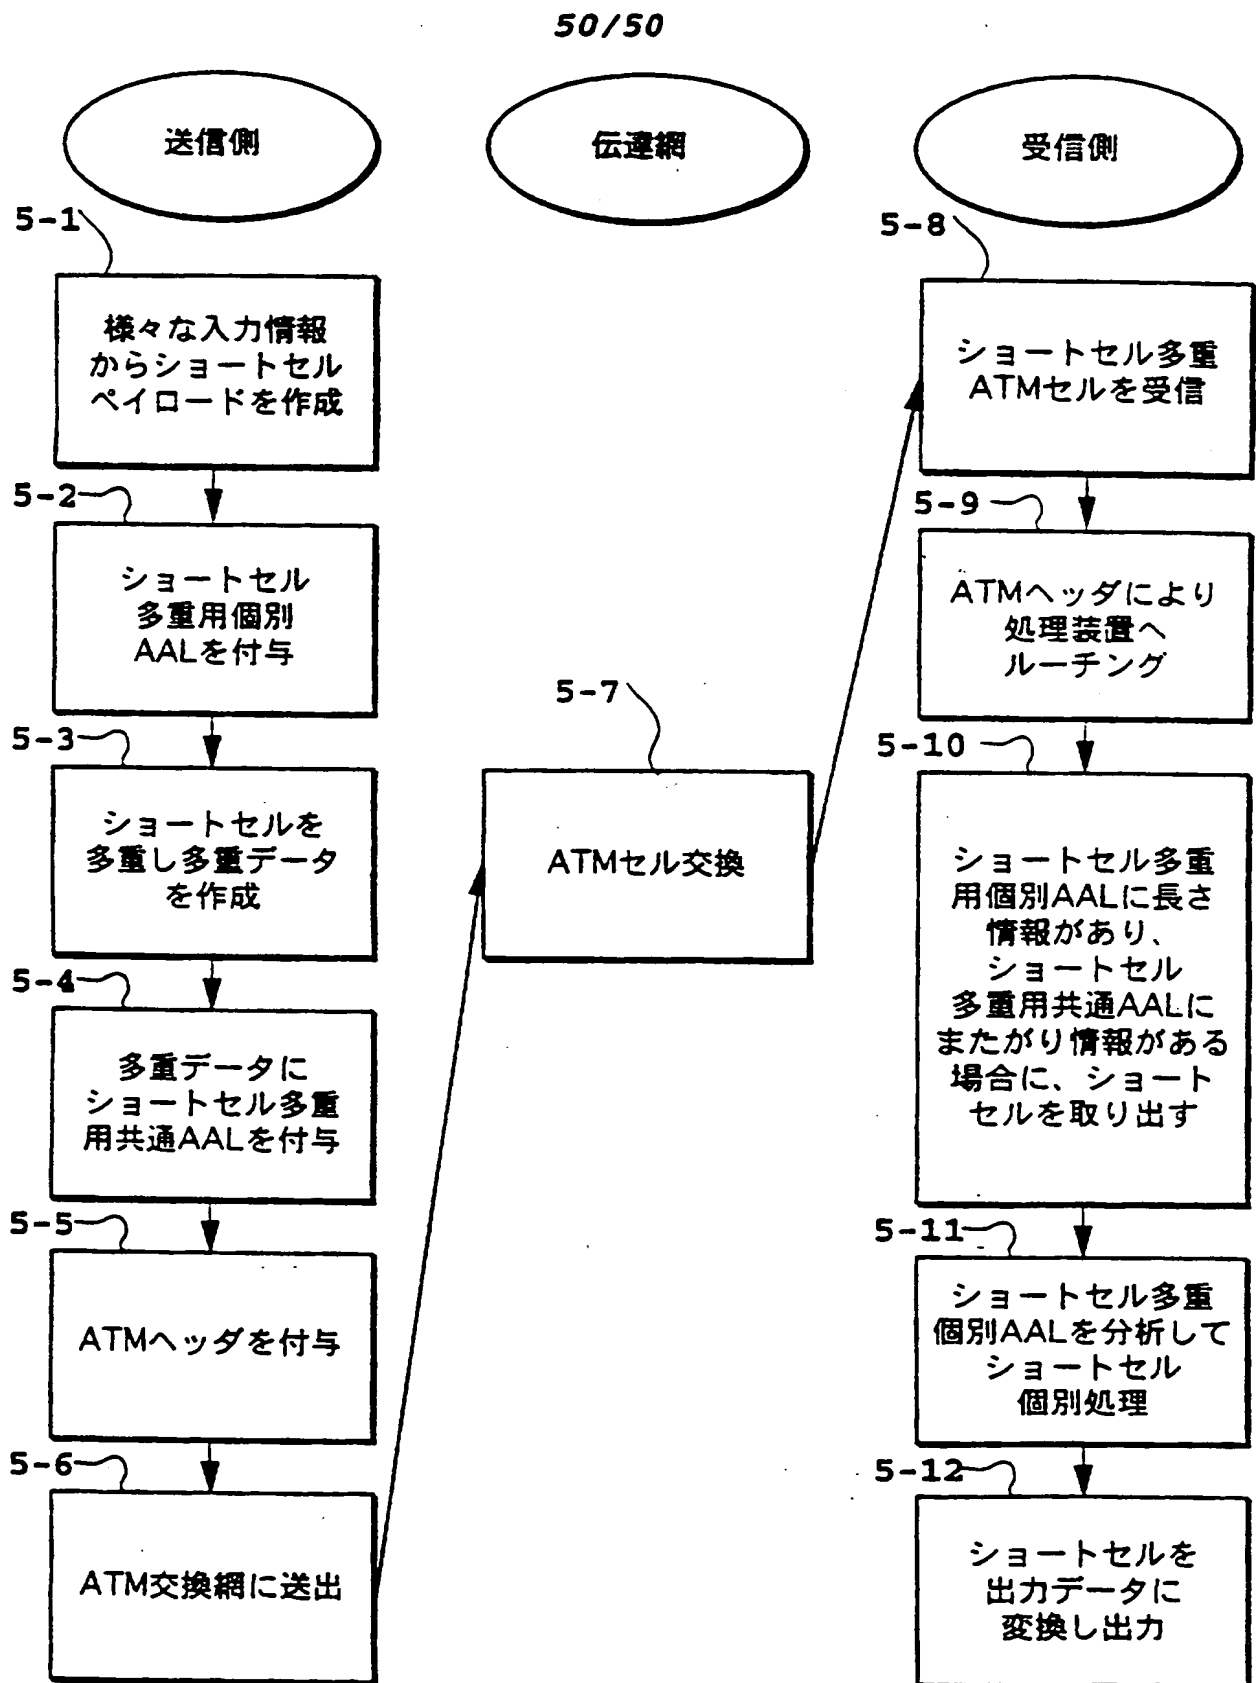 50/50
送信側
伝達網
受信側
5-1
様々な入力情報
からショートセル
ペイロードを作成
5-2
ショートセル
多重用個別
AALを付与
5-3
ショートセルを
多重し多重データ
を作成
5-4
多重データに
ショートセル多重
用共通AALを付与
5-5
ATMヘッダを付与
5-6
ATM交換網に送出
5-7
ATMセル交換
5-8
ショートセル多重
ATMセルを受信
5-9
ATMヘッダにより
処理装置へ
ルーチング
5-10
ショートセル多重
用個別AALに長さ
情報があり、
ショートセル
多重用共通AALに
またがり情報がある
場合に、ショート
セルを取り出す
5-11
ショートセル多重
個別AALを分析して
ショートセル
個別処理
5-12
ショートセルを
出力データに
変換し出力